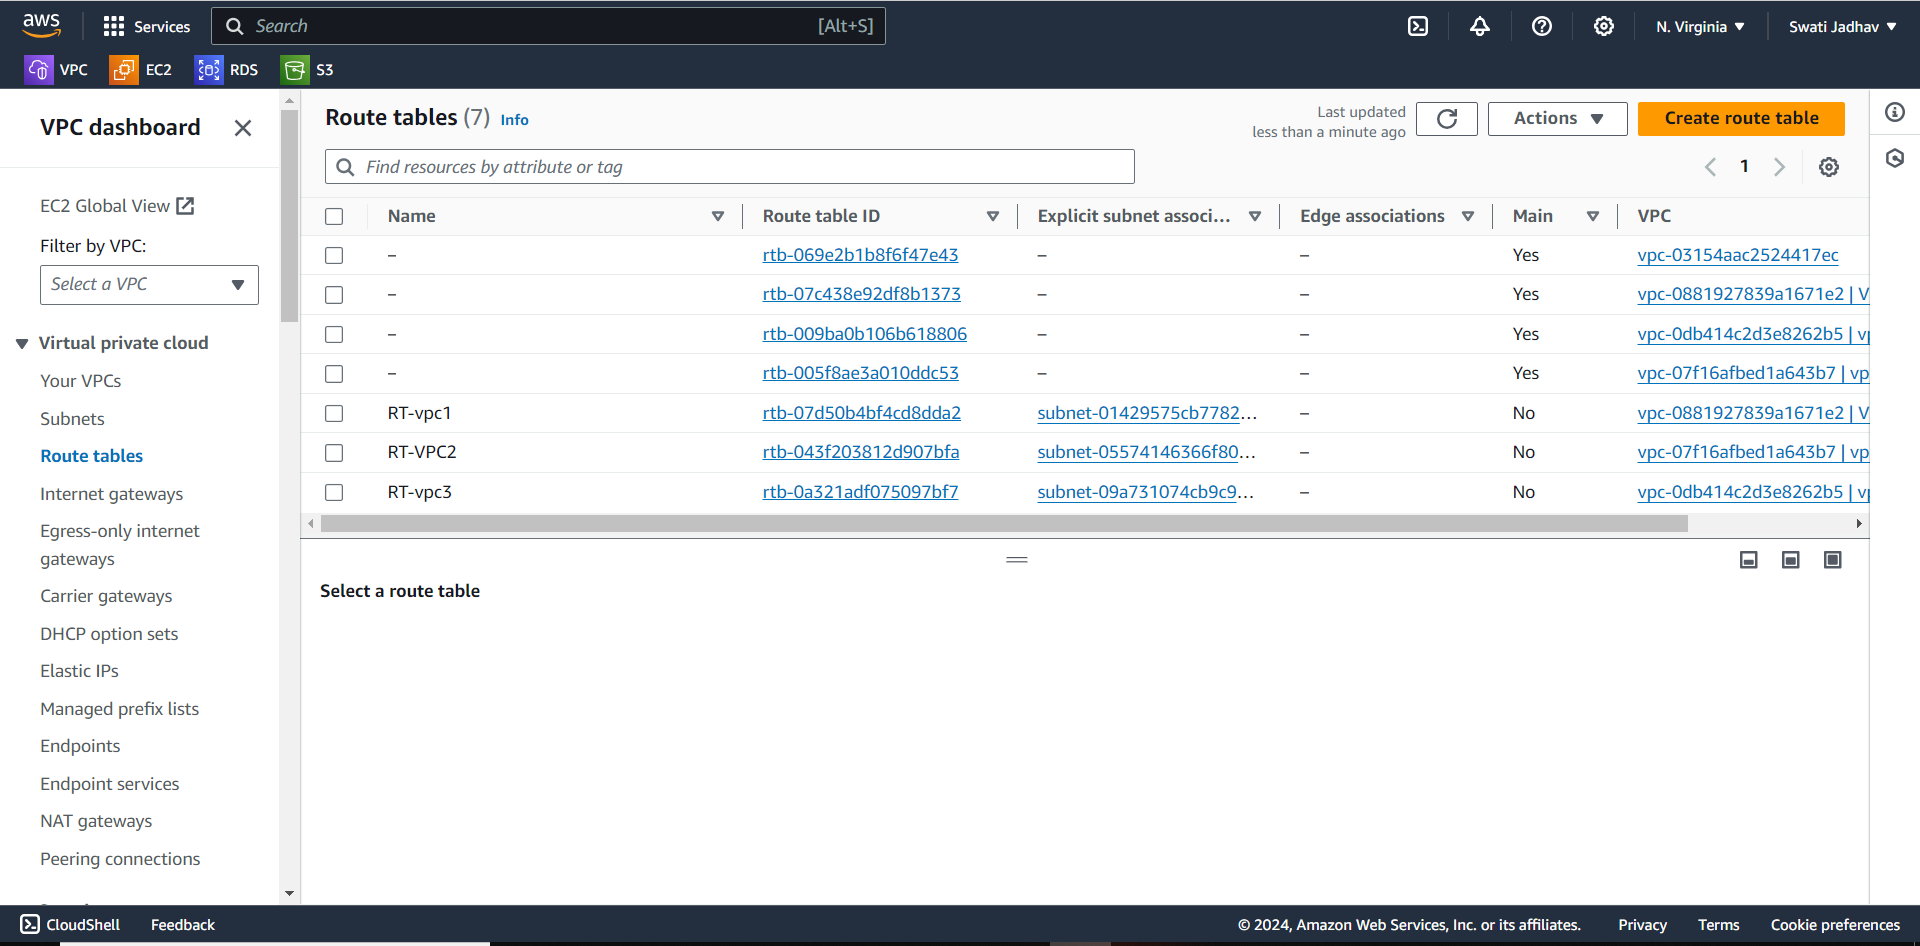 aws
Services
Search [Alt+S]
N. Virginia
Swati Jadhav
VPC
EC2
RDS
S3
VPC dashboard
EC2 Global View
Filter by VPC:
Select a VPC
Virtual private cloud
Your VPCs
Subnets
Route tables
Internet gateways
Egress-only internet
gateways
Carrier gateways
DHCP option sets
Elastic IPs
Managed prefix lists
Endpoints
Endpoint services
NAT gateways
Peering connections
Route tables (7) Info
Last updated
less than a minute ago
Actions
Create route table
Find resources by attribute or tag
1
Name Route table ID Explicit subnet associ... Edge associations Main VPC
– rtb-069e2b1b8f6f47e43 – – Yes vpc-03154aac2524417ec
– rtb-07c438e92df8b1373 – – Yes vpc-0881927839a1671e2 | V
– rtb-009ba0b106b618806 – – Yes vpc-0db414c2d3e8262b5 | vp
– rtb-005f8ae3a010ddc53 – – Yes vpc-07f16afbed1a643b7 | vp
RT-vpc1 rtb-07d50b4bf4cd8dda2 subnet-01429575cb7782... – No vpc-0881927839a1671e2 | V
RT-VPC2 rtb-043f203812d907bfa subnet-05574146366f80... – No vpc-07f16afbed1a643b7 | vp
RT-vpc3 rtb-0a321adf075097bf7 subnet-09a731074cb9c9... – No vpc-0db414c2d3e8262b5 | vp
Select a route table
CloudShell
Feedback
© 2024, Amazon Web Services, Inc. or its affiliates.
Privacy
Terms
Cookie preferences